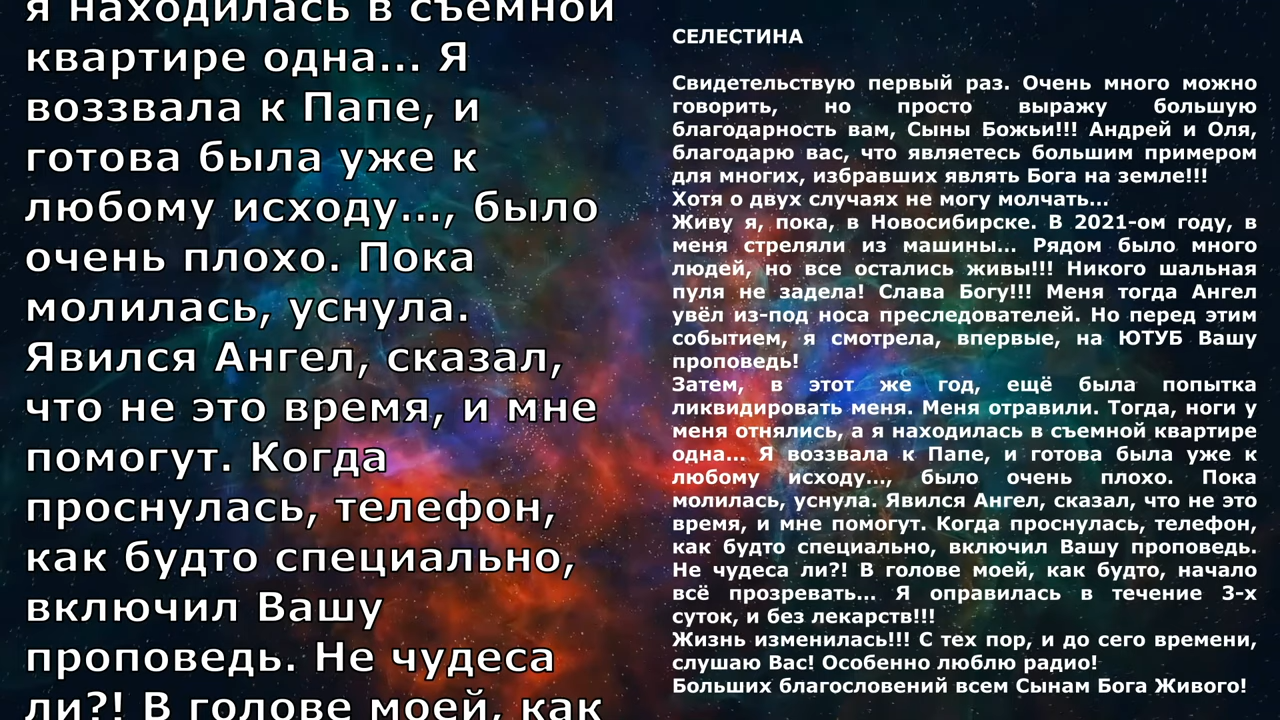 я находилась в съемной
квартире одна... Я
воззвала к Папе, и
готова была уже к
любому исходу..., было
очень плохо. Пока
молилась, уснула.
Явился Ангел, сказал,
что не это время, и мне
помогут. Когда
проснулась, телефон,
как будто специально,
включил Вашу
проповедь. Не чудеса
ли?! В голове моей, как
СЕЛЕСТИНА
Свидетельствую первый раз. Очень много можно
говорить, но просто выражу большую
благодарность вам, Сыны Божьи!!! Андрей и Оля,
благодарю вас, что являетесь большим примером
для многих, избравших являть Бога на земле!!!
Хотя о двух случаях не могу молчать...
Живу я, пока, в Новосибирске. В 2021-ом году, в
меня стреляли из машины... Рядом было много
людей, но все остались живы!!! Никого шальная
пуля не задела! Слава Богу!!! Меня тогда Ангел
увёл из-под носа преследователей. Но перед этим
событием, я смотрела, впервые, на ЮТУБ Вашу
проповедь!
Затем, в этот же год, ещё была попытка
ликвидировать меня. Меня отравили. Тогда, ноги у
меня отнялись, а я находилась в съемной квартире
одна... Я воззвала к Папе, и готова была уже к
любому исходу..., было очень плохо. Пока
молилась, уснула. Явился Ангел, сказал, что не это
время, и мне помогут. Когда проснулась, телефон,
как будто специально, включил Вашу проповедь.
Не чудеса ли?! В голове моей, как будто, начало
всё прозревать... Я оправилась в течение 3-х
суток, и без лекарств!!!
Жизнь изменилась!!! С тех пор, и до сего времени,
слушаю Вас! Особенно люблю радио!
Больших благословений всем Сынам Бога Живого!